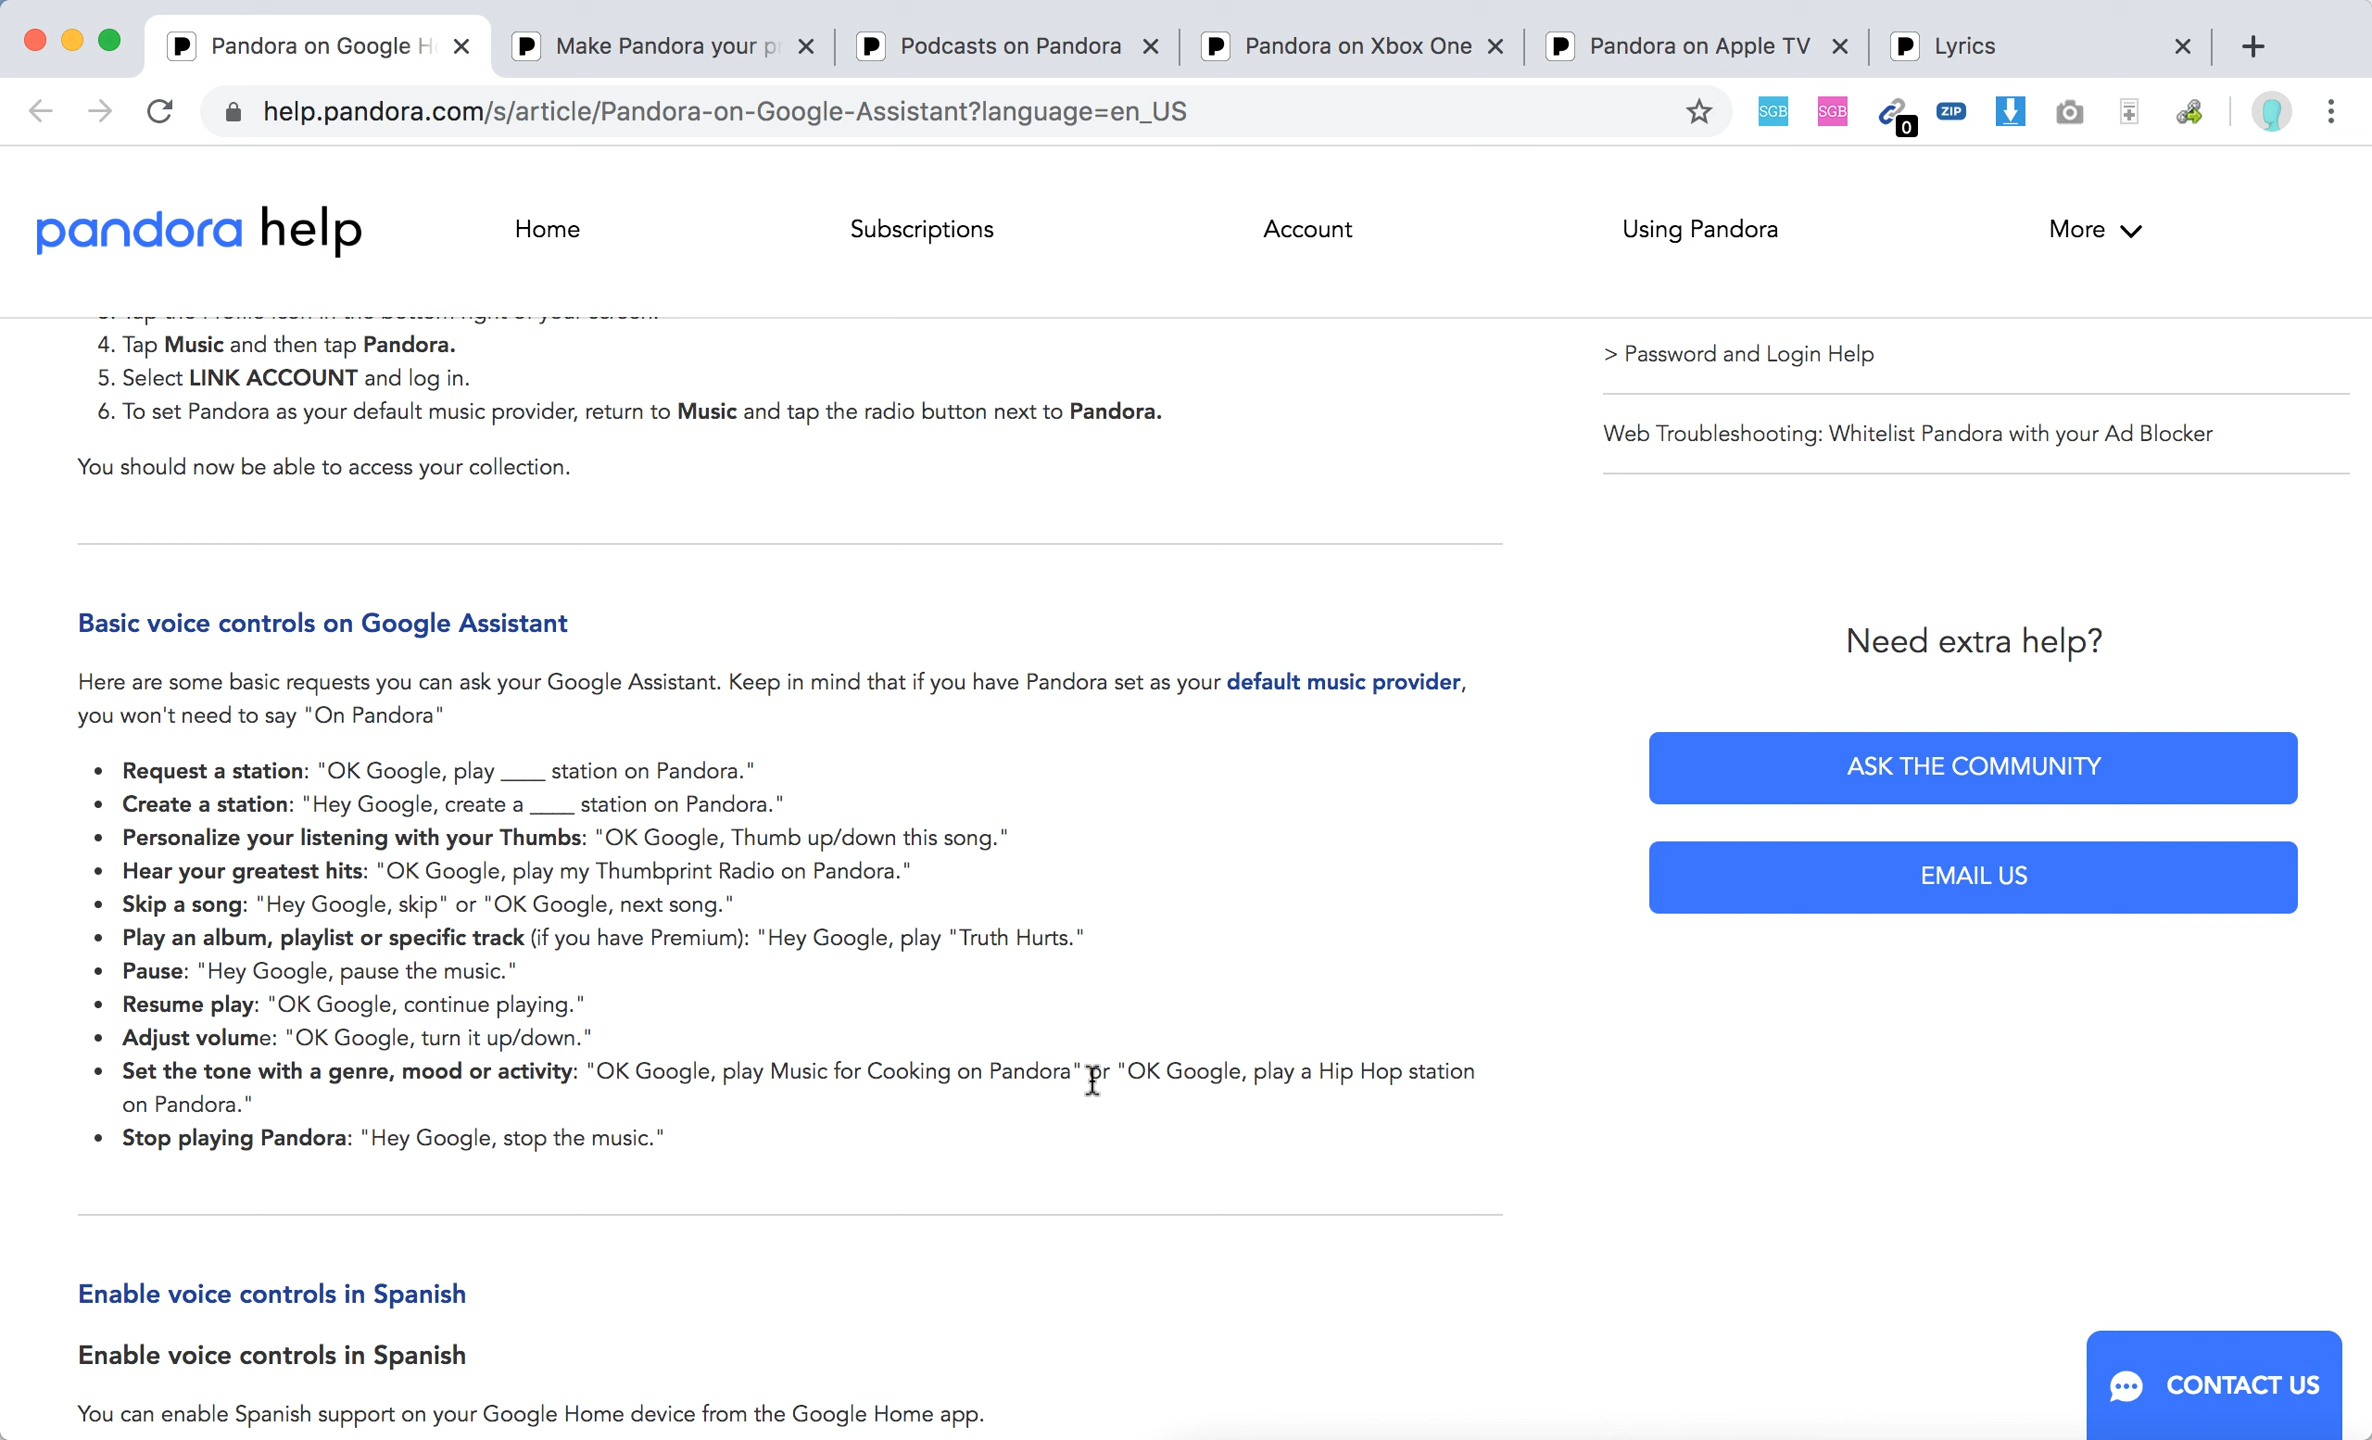 Pandora on Google H
Make Pandora your p
Podcasts on Pandora
Pandora on Xbox One
Pandora on Apple TV
Lyrics
help.pandora.com/s/article/Pandora-on-Google-Assistant?language=en_US
SGB
SGB
0
ZIP
pandora help
Home
Subscriptions
Account
Using Pandora
More
4. Tap Music and then tap Pandora.
5. Select LINK ACCOUNT and log in.
6. To set Pandora as your default music provider, return to Music and tap the radio button next to Pandora.
You should now be able to access your collection.
> Password and Login Help
Web Troubleshooting: Whitelist Pandora with your Ad Blocker
Basic voice controls on Google Assistant
Here are some basic requests you can ask your Google Assistant. Keep in mind that if you have Pandora set as your default music provider,
you won't need to say "On Pandora"
• Request a station: "OK Google, play ____ station on Pandora."
• Create a station: "Hey Google, create a ____ station on Pandora."
• Personalize your listening with your Thumbs: "OK Google, Thumb up/down this song."
• Hear your greatest hits: "OK Google, play my Thumbprint Radio on Pandora."
• Skip a song: "Hey Google, skip" or "OK Google, next song."
• Play an album, playlist or specific track (if you have Premium): "Hey Google, play "Truth Hurts."
• Pause: "Hey Google, pause the music."
• Resume play: "OK Google, continue playing."
• Adjust volume: "OK Google, turn it up/down."
• Set the tone with a genre, mood or activity: "OK Google, play Music for Cooking on Pandora" or "OK Google, play a Hip Hop station
on Pandora."
• Stop playing Pandora: "Hey Google, stop the music."
Need extra help?
ASK THE COMMUNITY
EMAIL US
Enable voice controls in Spanish
Enable voice controls in Spanish
You can enable Spanish support on your Google Home device from the Google Home app.
CONTACT US